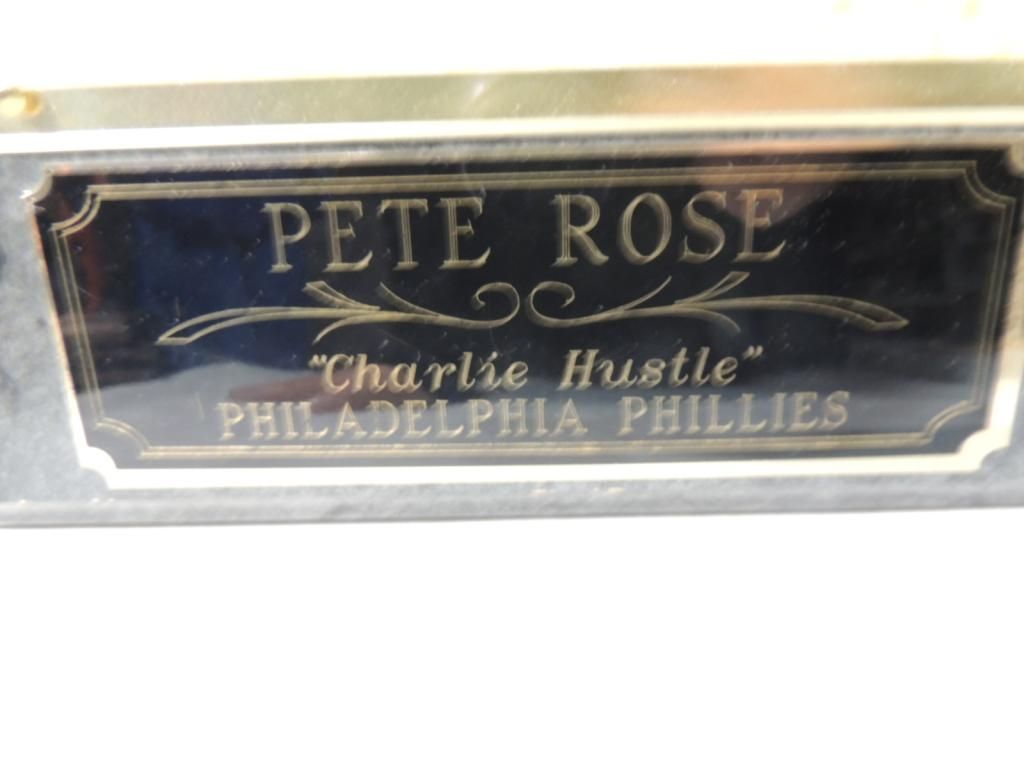 PETE ROSE
"Charlie Hustle"
PHILADELPHIA PHILLIES